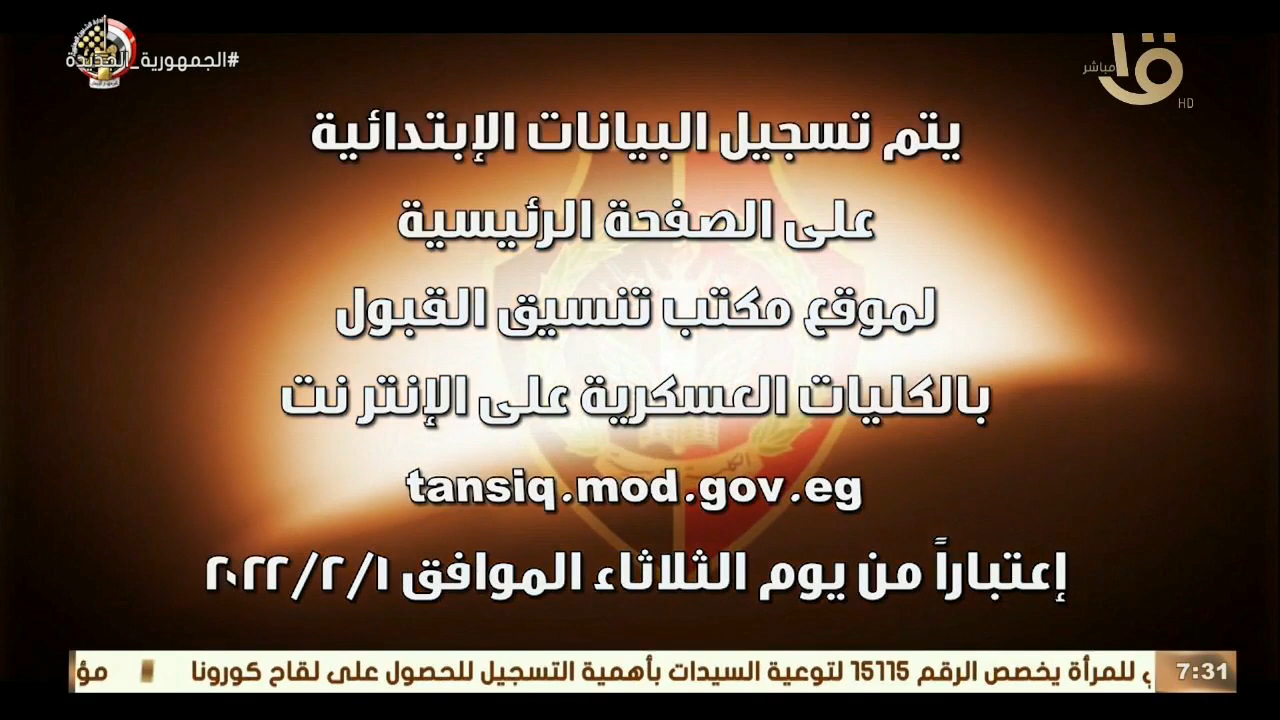 #الجمهورية_الجديدة
مباشر
HD
يتم تسجيل البيانات الإبتدائية
على الصفحة الرئيسية
لموقع مكتب تنسيق القبول
بالكليات العسكرية على الإنترنت
tansiq.mod.gov.eg
إعتباراً من يوم الثلاثاء الموافق ٢٠٢٢/٢/١
للمرأة يخصص الرقم 15115 لتوعية السيدات بأهمية التسجيل للحصول على لقاح كورونا
7:31